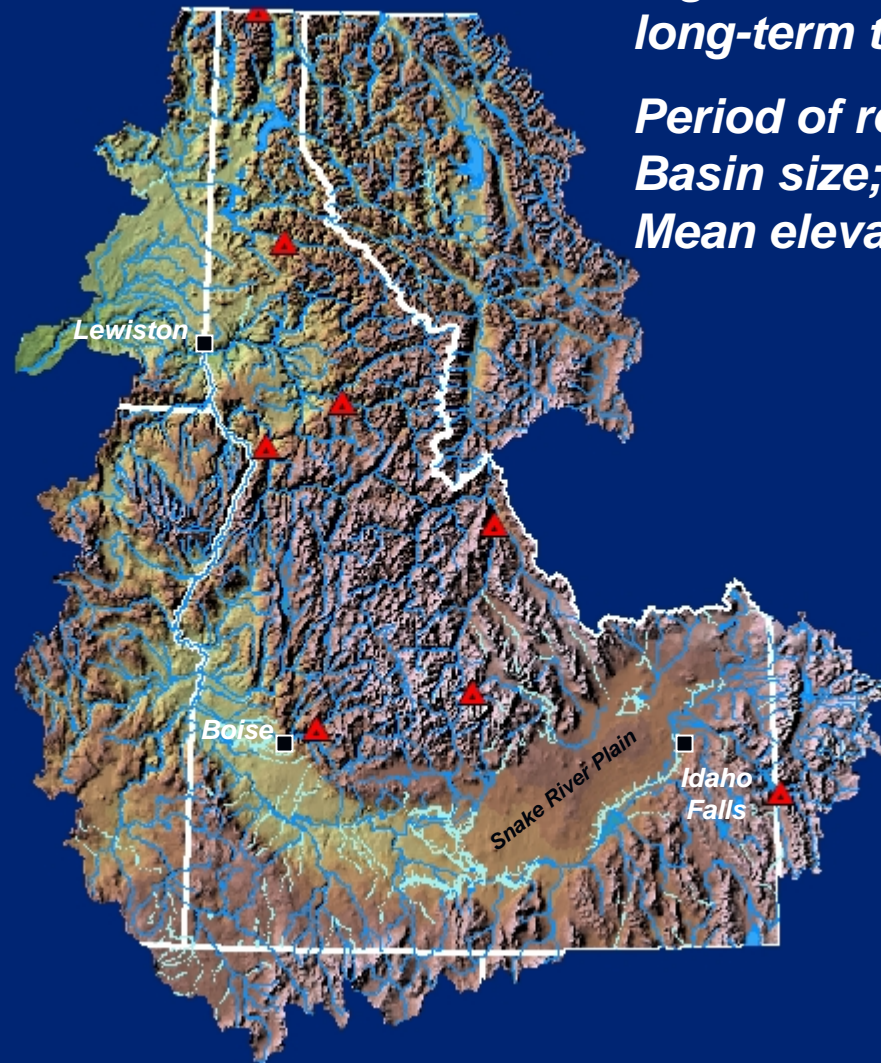 long-term t
Period of re
Basin size;
Mean eleva
Lewiston
Boise
Snake River Plain
Idaho
Falls